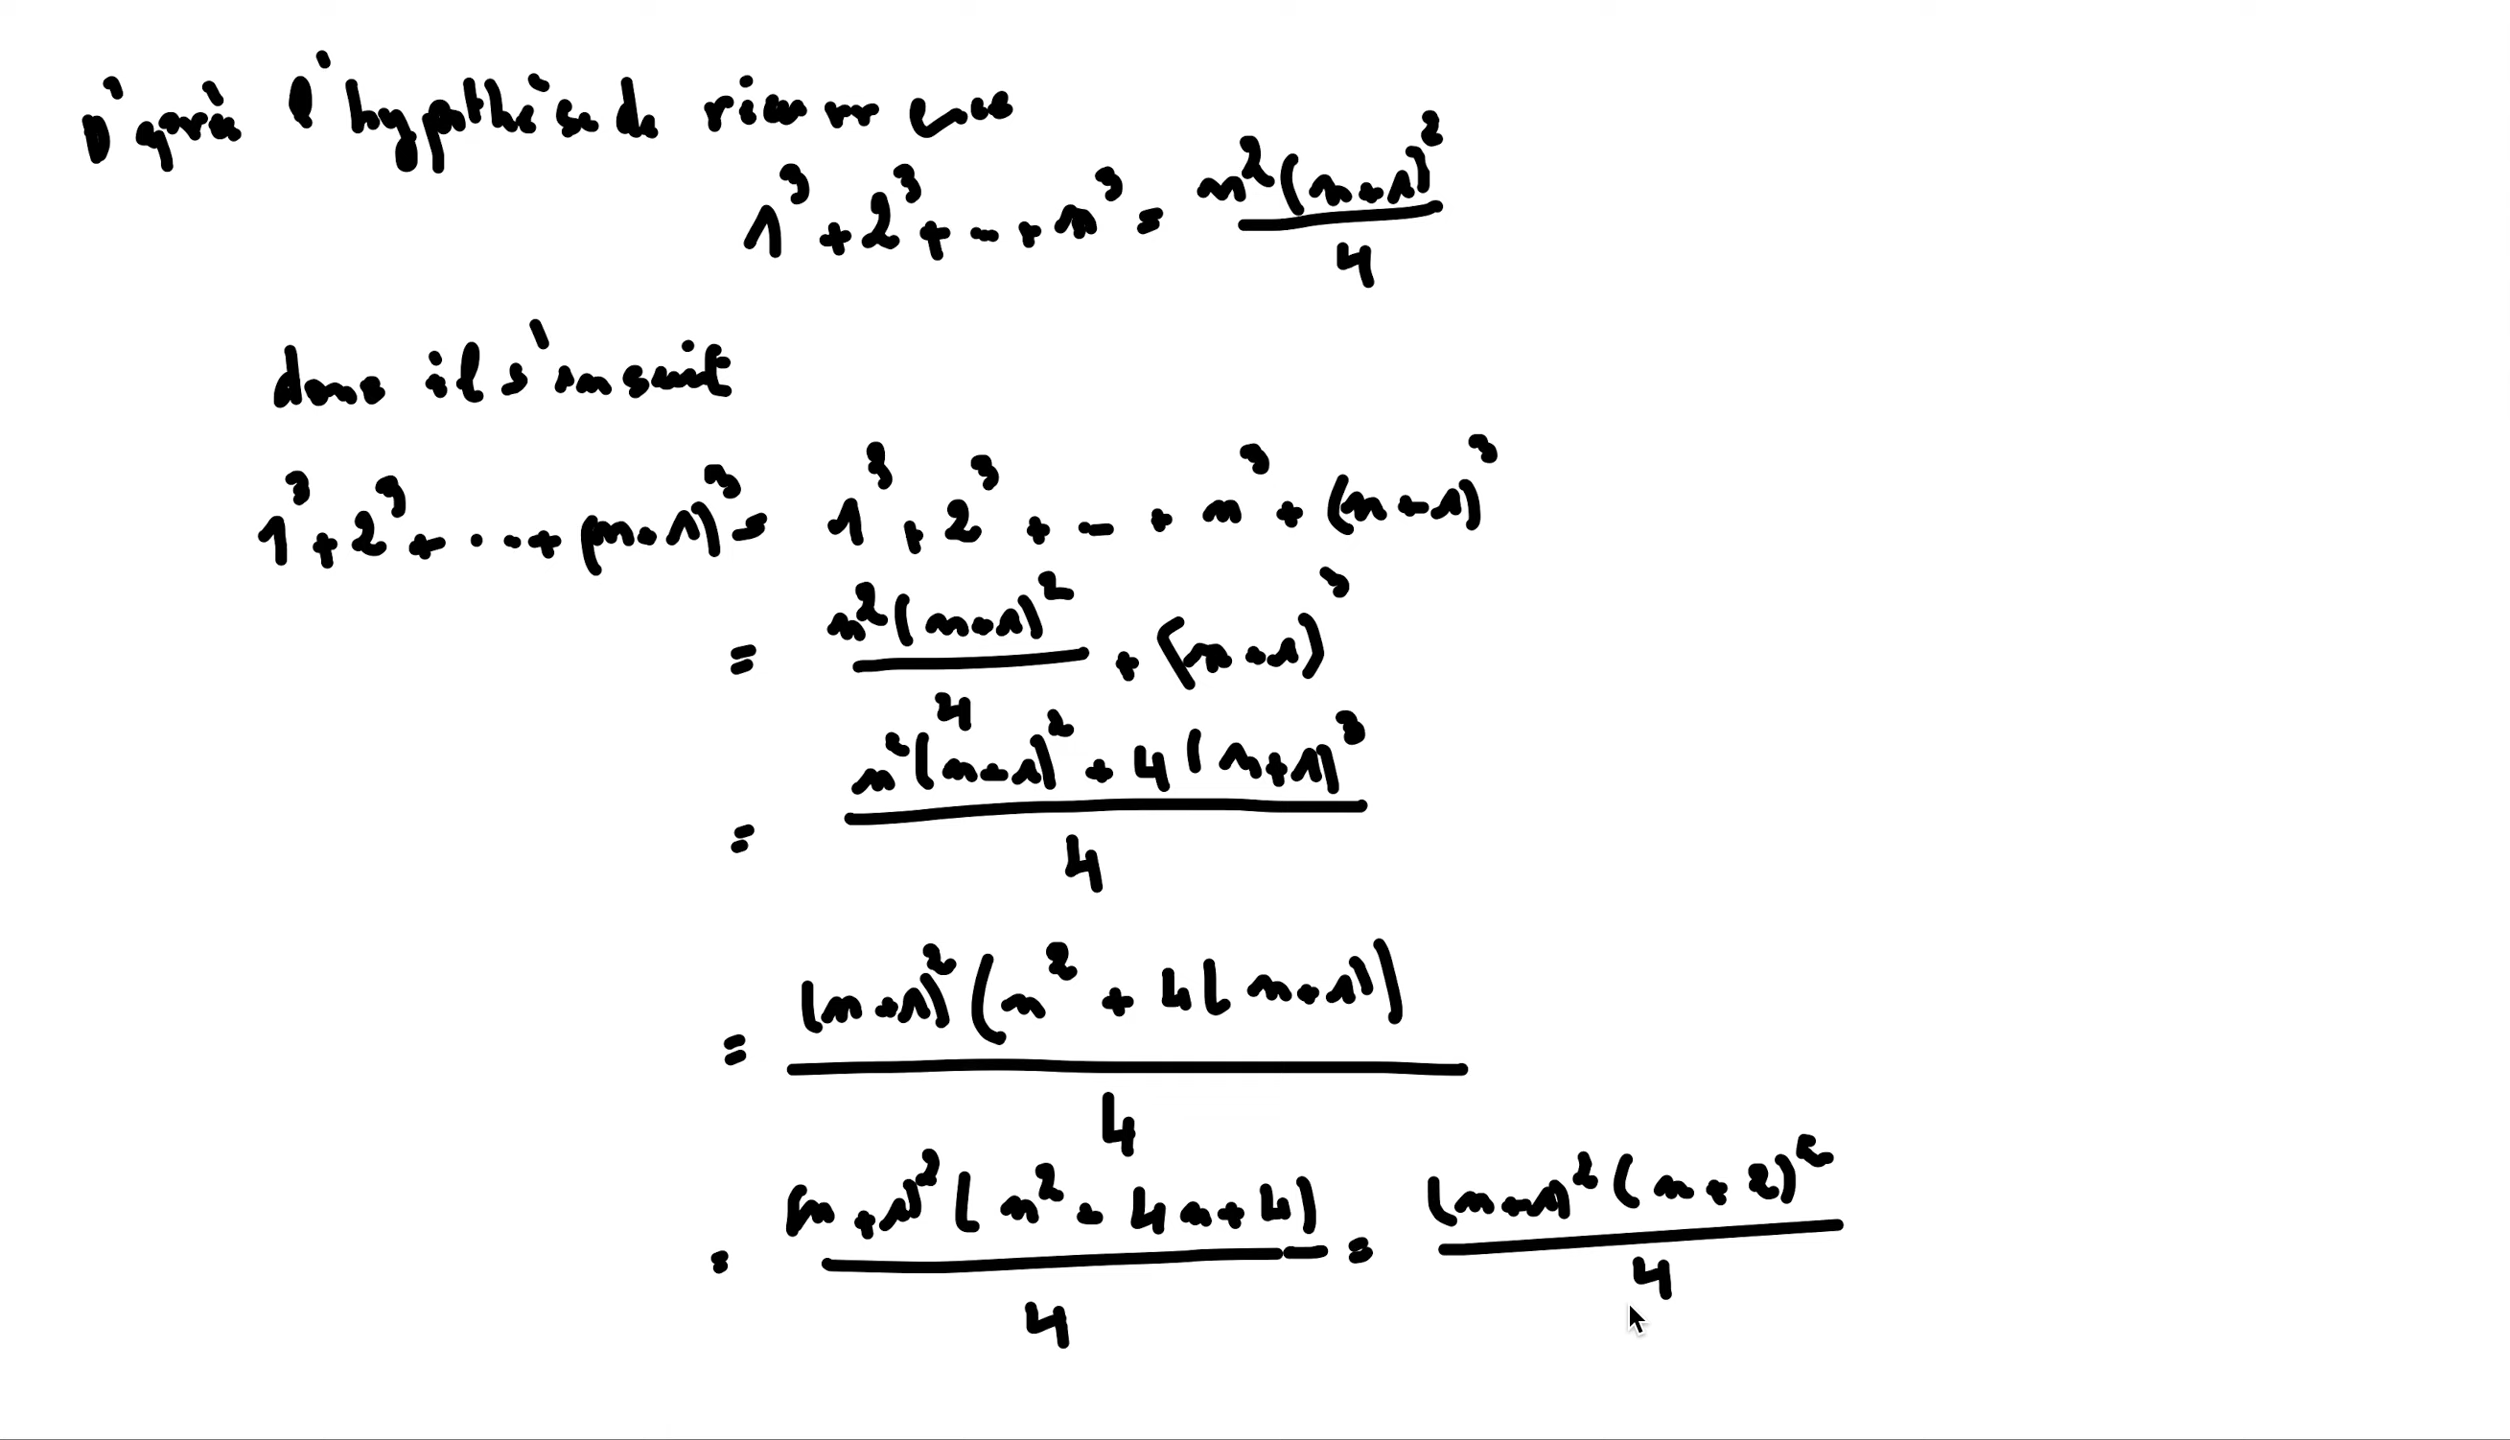 D'après l'hypothèse de récurrence
1³ + 2³ + -- + n³ = n²(n+1)² / 4
donc il s'ensuit
1³ + 2³ + - . - + (n+1)³ = 1³ + 2³ + -- + n³ + (n+1)³
= n²(n+1)² / 4 + (n+1)³
= n²(n+1)² + 4(n+1)³ / 4
= (n+1)²(n² + 4(n+1)) / 4
= (n+1)²(n² + 4n + 4) / 4 = (n+1)²(n+2)² / 4